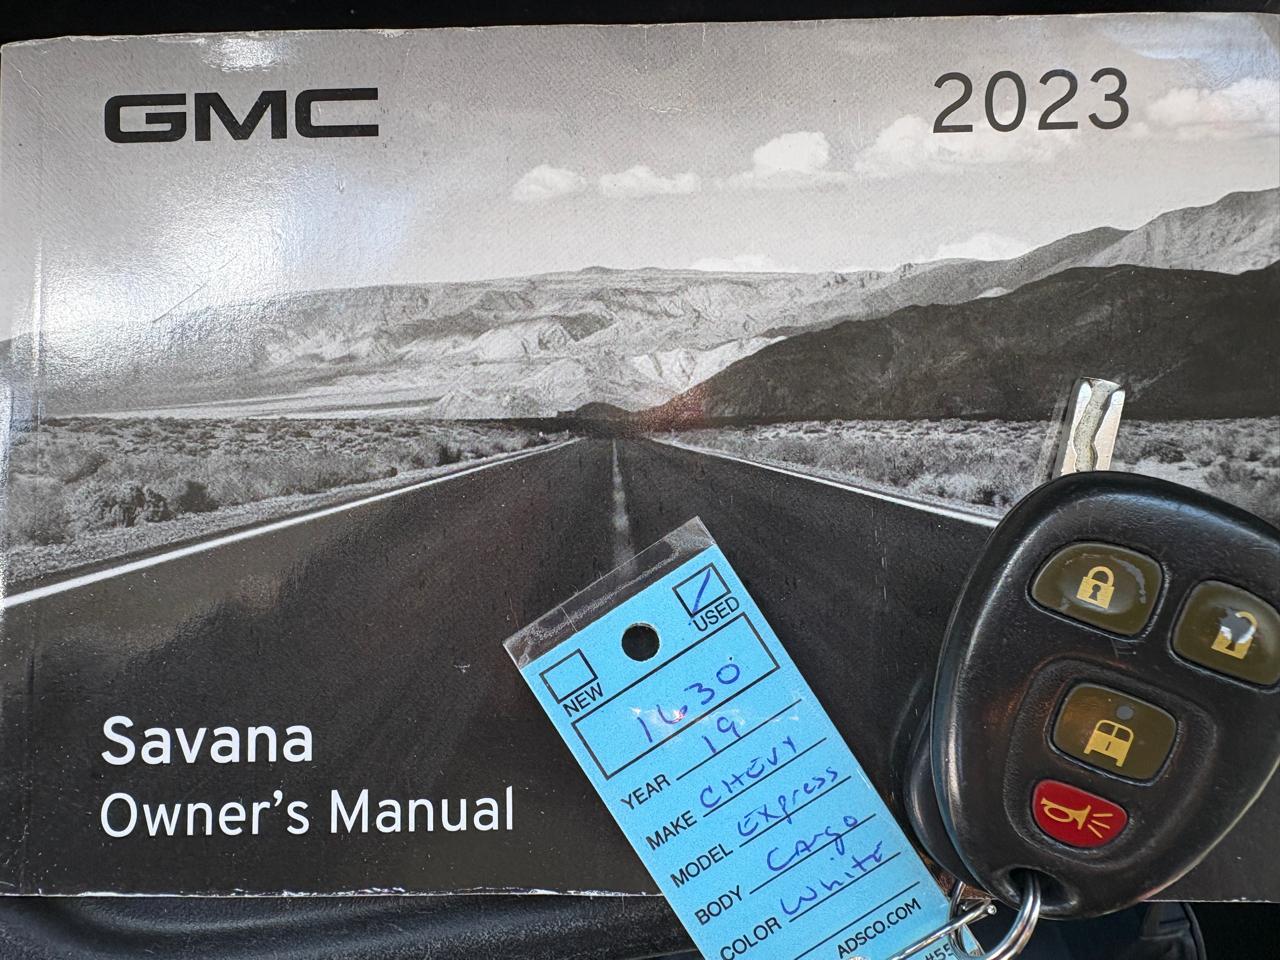 GMC
2023
Savana
Owner's Manual
USED
NEW
1630
YEAR 19
MAKE CHEVY
MODEL Express
BODY Cargo
COLOR White
ADSCO.COM
#55